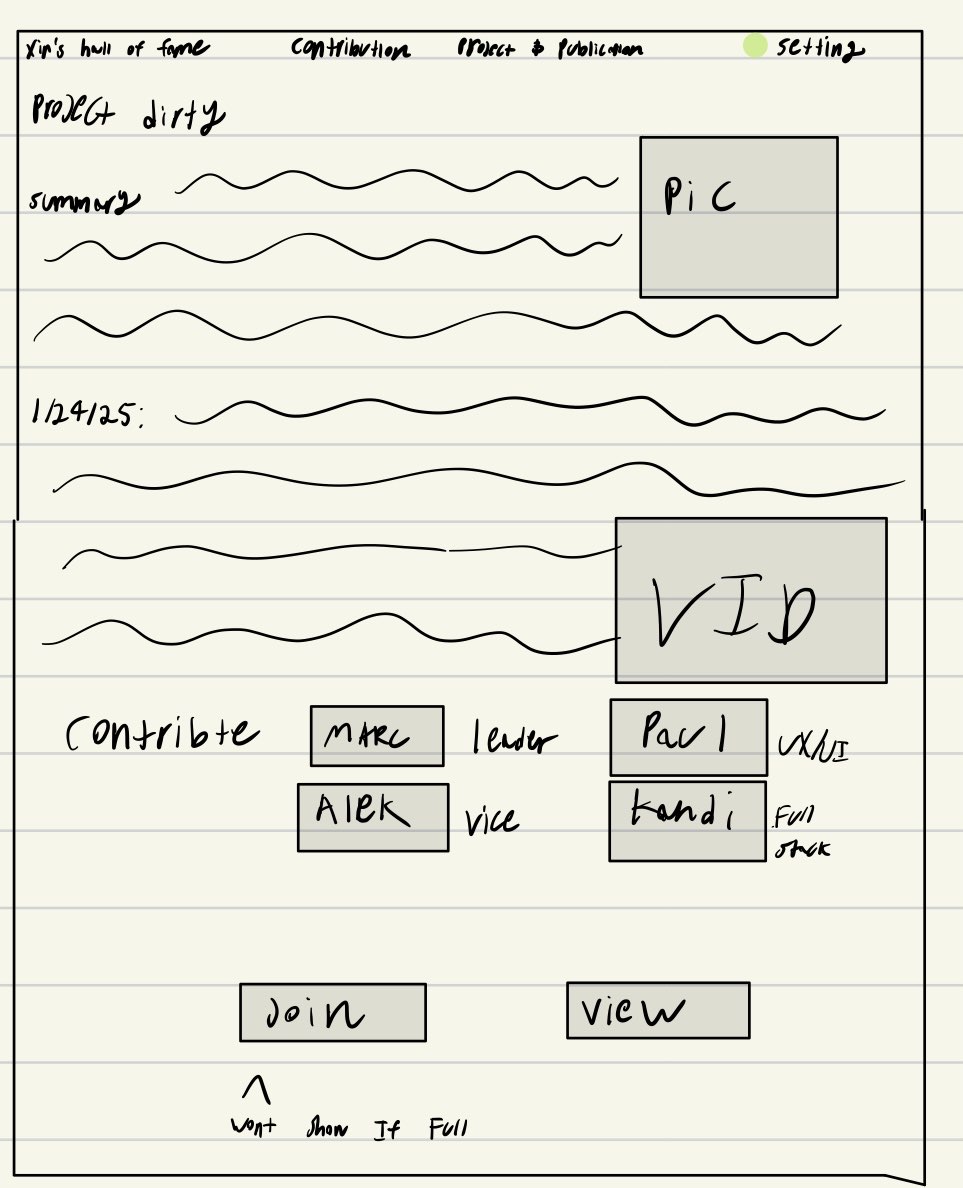 Xin's hall of fame Contribution Project & Publication setting
Project dirty
Pic
summary
1/24/25:
VID
Contribte MARC leader Paul UX/UI
Alek vice Kandi Full stack
Join View
^
Wont Show If Full